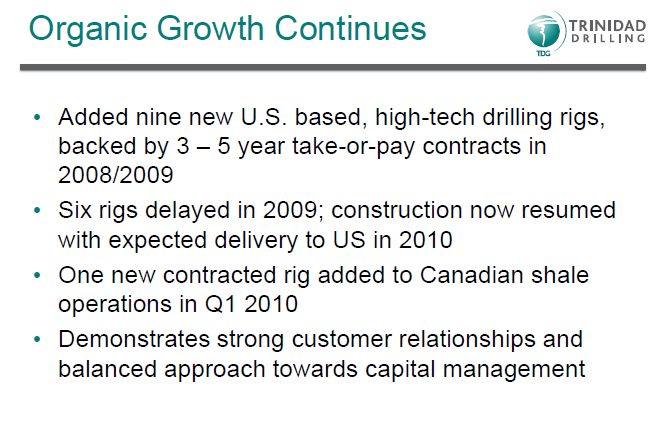 Organic Growth Continues
TRINIDAD
DRILLING
TDG
• Added nine new U.S. based, high-tech drilling rigs,
backed by 3 – 5 year take-or-pay contracts in
2008/2009
• Six rigs delayed in 2009; construction now resumed
with expected delivery to US in 2010
• One new contracted rig added to Canadian shale
operations in Q1 2010
• Demonstrates strong customer relationships and
balanced approach towards capital management